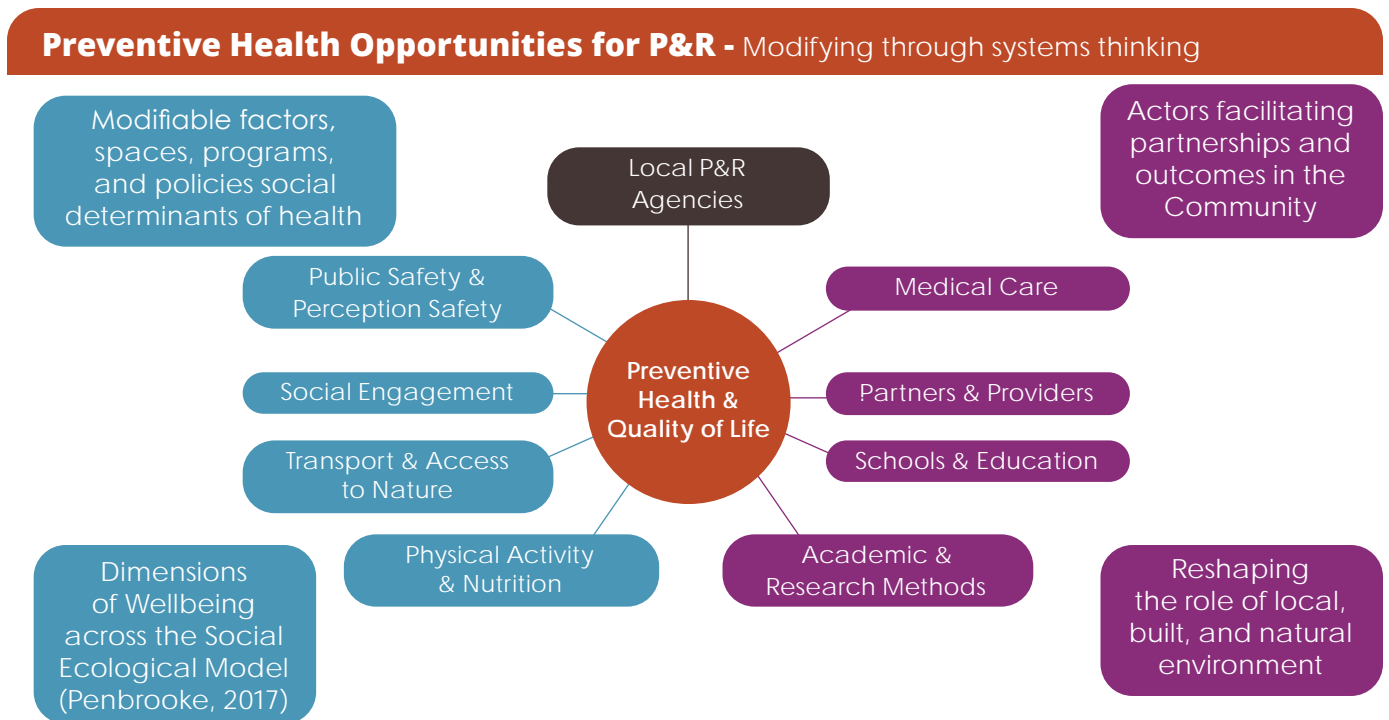 Preventive Health Opportunities for P&R - Modifying through systems thinking
Modifiable factors,
spaces, programs,
and policies social
determinants of health
Local P&R
Agencies
Actors facilitating
partnerships and
outcomes in the
Community
Public Safety &
Perception Safety
Medical Care
Social Engagement
Preventive
Health &
Quality of Life
Partners & Providers
Transport & Access
to Nature
Schools & Education
Physical Activity
& Nutrition
Academic &
Research Methods
Dimensions
of Wellbeing
across the Social
Ecological Model
(Penbrooke, 2017)
Reshaping
the role of local,
built, and natural
environment